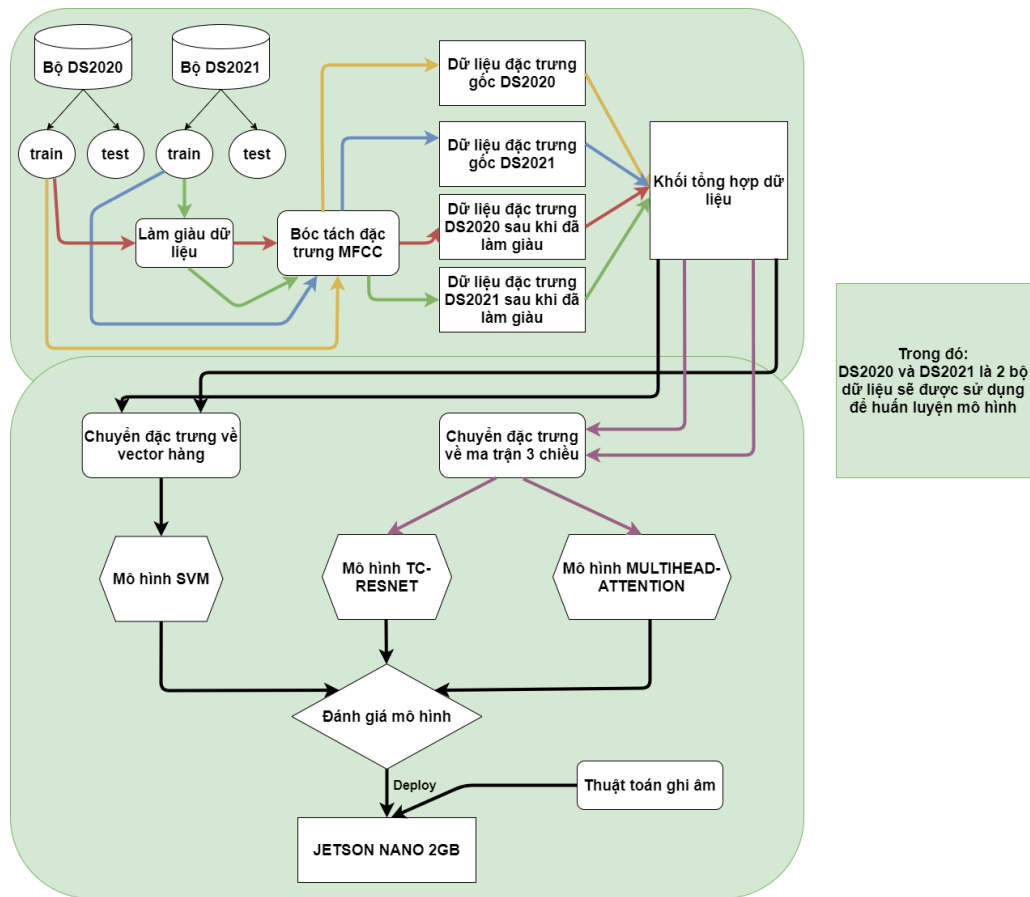 Bộ DS2020
Bộ DS2021
train
test
train
test
Làm giàu dữ
liệu
Bóc tách đặc
trưng MFCC
Dữ liệu đặc trưng
gốc DS2020
Dữ liệu đặc trưng
gốc DS2021
Dữ liệu đặc trưng
DS2020 sau khi đã
làm giàu
Dữ liệu đặc trưng
DS2021 sau khi đã
làm giàu
Khối tổng hợp dữ
liệu
Trong đó:
DS2020 và DS2021 là 2 bộ
dữ liệu sẽ được sử dụng
để huấn luyện mô hình
Chuyển đặc trưng về
vector hàng
Chuyển đặc trưng
về ma trận 3 chiều
Mô hình SVM
Mô hình TC-
RESNET
Mô hình MULTIHEAD-
ATTENTION
Đánh giá mô hình
Deploy
Thuật toán ghi âm
JETSON NANO 2GB